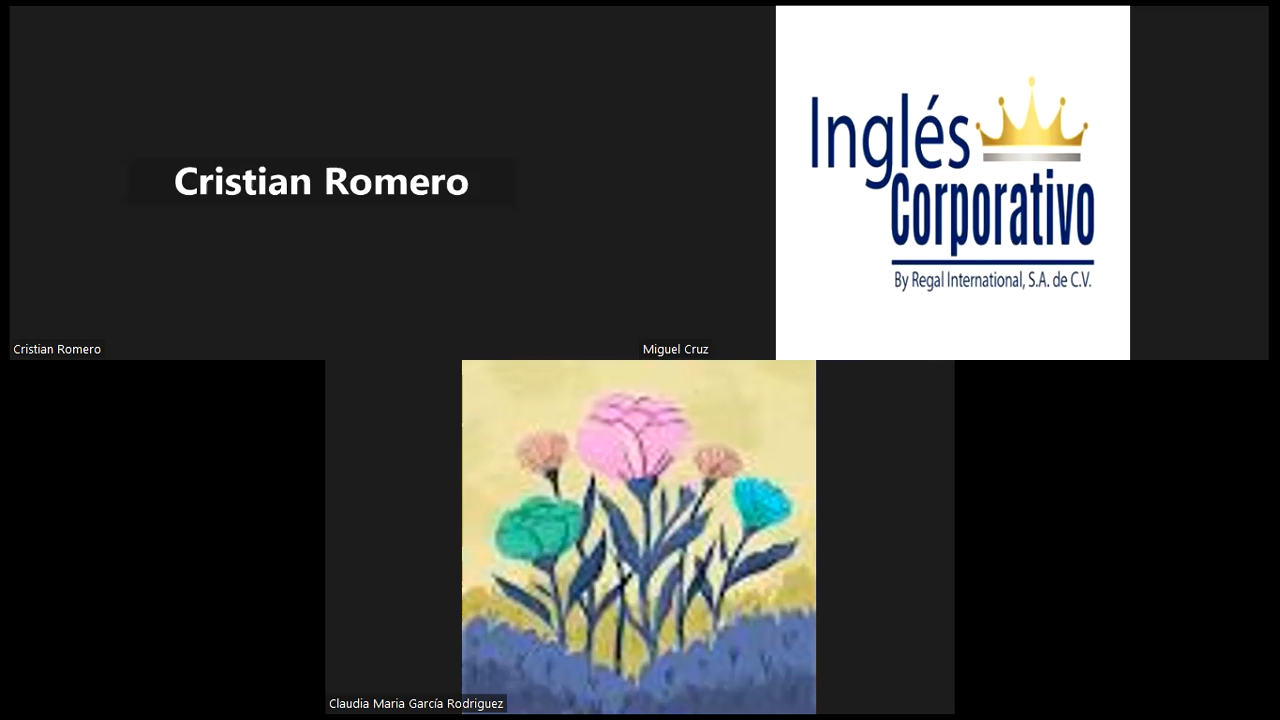 Cristian Romero
Cristian Romero
Inglés
Corporativo
By Regal International, S.A. de C.V.
Miguel Cruz
Claudia Maria García Rodriguez